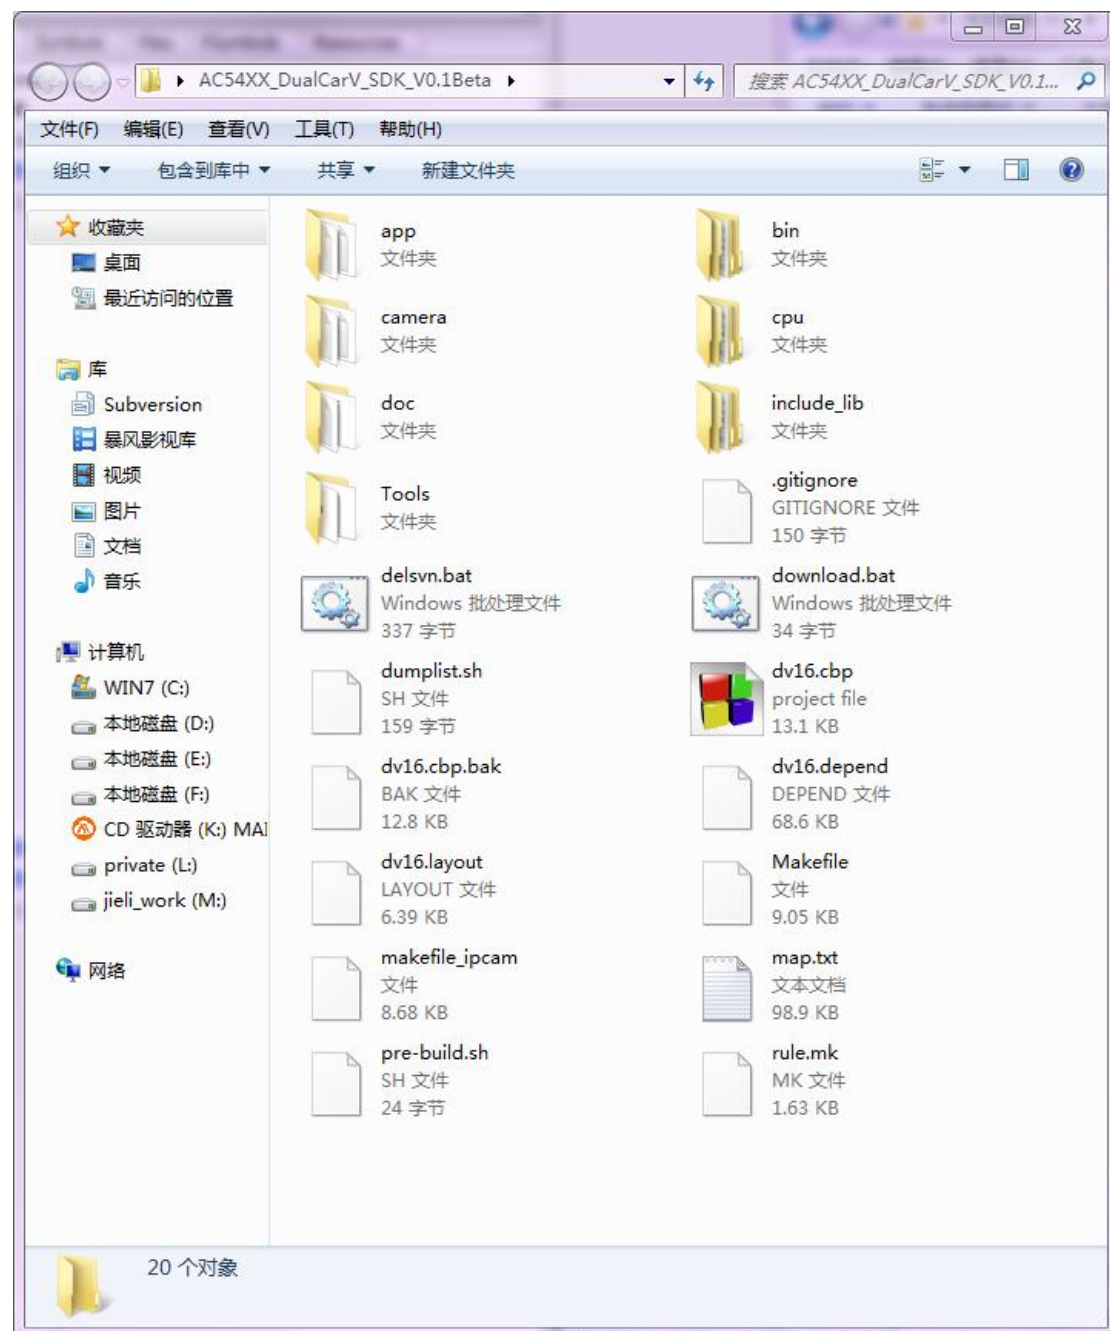 AC54XX_DualCarV_SDK_V0.1Beta
搜索 AC54XX_DualCarV_SDK_V0.1...
文件(F) 编辑(E) 查看(V) 工具(T) 帮助(H)
组织 包含到库中 共享 新建文件夹
收藏夹
桌面
最近访问的位置
库
Subversion
暴风影视库
视频
图片
文档
音乐
计算机
WIN7 (C:)
本地磁盘 (D:)
本地磁盘 (E:)
本地磁盘 (F:)
CD 驱动器 (K:) MAI
private (L:)
jieli_work (M:)
网络
app
文件夹
bin
文件夹
camera
文件夹
cpu
文件夹
doc
文件夹
include_lib
文件夹
Tools
文件夹
.gitignore
GITIGNORE 文件
150 字节
delsvn.bat
Windows 批处理文件
337 字节
download.bat
Windows 批处理文件
34 字节
dumplist.sh
SH 文件
159 字节
dv16.cbp
project file
13.1 KB
dv16.cbp.bak
BAK 文件
12.8 KB
dv16.depend
DEPEND 文件
68.6 KB
dv16.layout
LAYOUT 文件
6.39 KB
Makefile
文件
9.05 KB
makefile_ipcam
文件
8.68 KB
map.txt
文本文档
98.9 KB
pre-build.sh
SH 文件
24 字节
rule.mk
MK 文件
1.63 KB
20 个对象